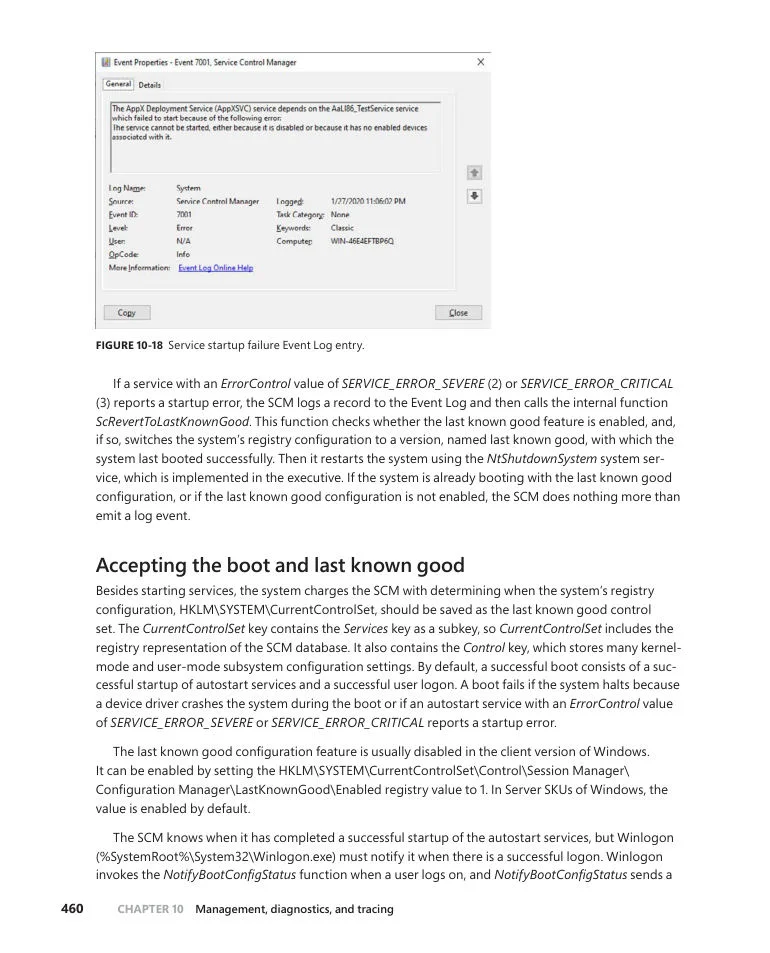 Event Properties - Event 7001, Service Control Manager
General Details
The AppX Deployment Service (AppXSVC) service depends on the AaLl86_TestService service
which failed to start because of the following error:
The service cannot be started, either because it is disabled or because it has no enabled devices
associated with it.
Log Name: System
Source: Service Control Manager Logged: 1/27/2020 11:06:02 PM
Event ID: 7001 Task Category: None
Level: Error Keywords: Classic
User: N/A Computer: WIN-46E4EFTBP6Q
OpCode: Info
More Information: Event Log Online Help
Copy Close
FIGURE 10-18 Service startup failure Event Log entry.
If a service with an ErrorControl value of SERVICE_ERROR_SEVERE (2) or SERVICE_ERROR_CRITICAL
(3) reports a startup error, the SCM logs a record to the Event Log and then calls the internal function
ScRevertToLastKnownGood. This function checks whether the last known good feature is enabled, and,
if so, switches the system's registry configuration to a version, named last known good, with which the
system last booted successfully. Then it restarts the system using the NtShutdownSystem system ser-
vice, which is implemented in the executive. If the system is already booting with the last known good
configuration, or if the last known good configuration is not enabled, the SCM does nothing more than
emit a log event.
Accepting the boot and last known good
Besides starting services, the system charges the SCM with determining when the system's registry
configuration, HKLM\SYSTEM\CurrentControlSet, should be saved as the last known good control
set. The CurrentControlSet key contains the Services key as a subkey, so CurrentControlSet includes the
registry representation of the SCM database. It also contains the Control key, which stores many kernel-
mode and user-mode subsystem configuration settings. By default, a successful boot consists of a suc-
cessful startup of autostart services and a successful user logon. A boot fails if the system halts because
a device driver crashes the system during the boot or if an autostart service with an ErrorControl value
of SERVICE_ERROR_SEVERE or SERVICE_ERROR_CRITICAL reports a startup error.
The last known good configuration feature is usually disabled in the client version of Windows.
It can be enabled by setting the HKLM\SYSTEM\CurrentControlSet\Control\Session Manager\
Configuration Manager\LastKnownGood\Enabled registry value to 1. In Server SKUs of Windows, the
value is enabled by default.
The SCM knows when it has completed a successful startup of the autostart services, but Winlogon
(%SystemRoot%\System32\Winlogon.exe) must notify it when there is a successful logon. Winlogon
invokes the NotifyBootConfigStatus function when a user logs on, and NotifyBootConfigStatus sends a
460 CHAPTER 10 Management, diagnostics, and tracing